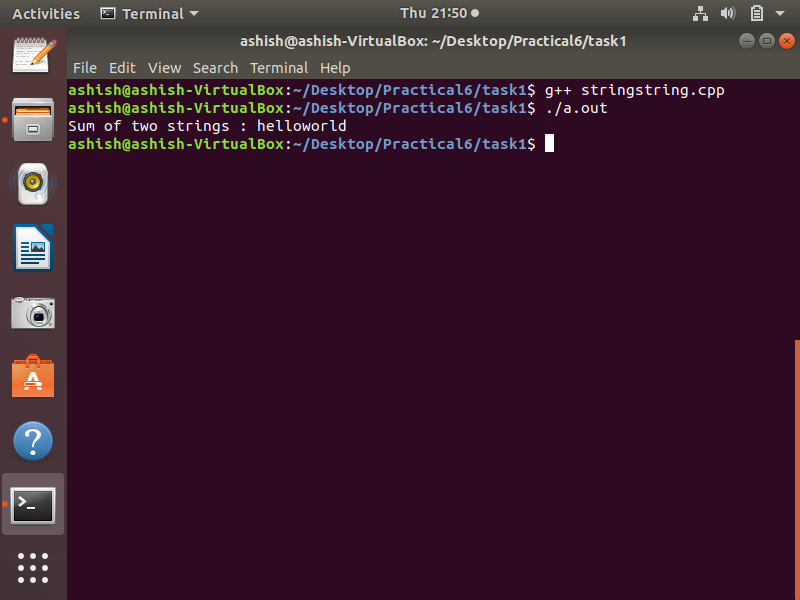 Activities Terminal Thu 21:50
ashish@ashish-VirtualBox: ~/Desktop/Practical6/task1
File Edit View Search Terminal Help
ashish@ashish-VirtualBox:~/Desktop/Practical6/task1$ g++ stringstring.cpp
ashish@ashish-VirtualBox:~/Desktop/Practical6/task1$ ./a.out
Sum of two strings : helloworld
ashish@ashish-VirtualBox:~/Desktop/Practical6/task1$